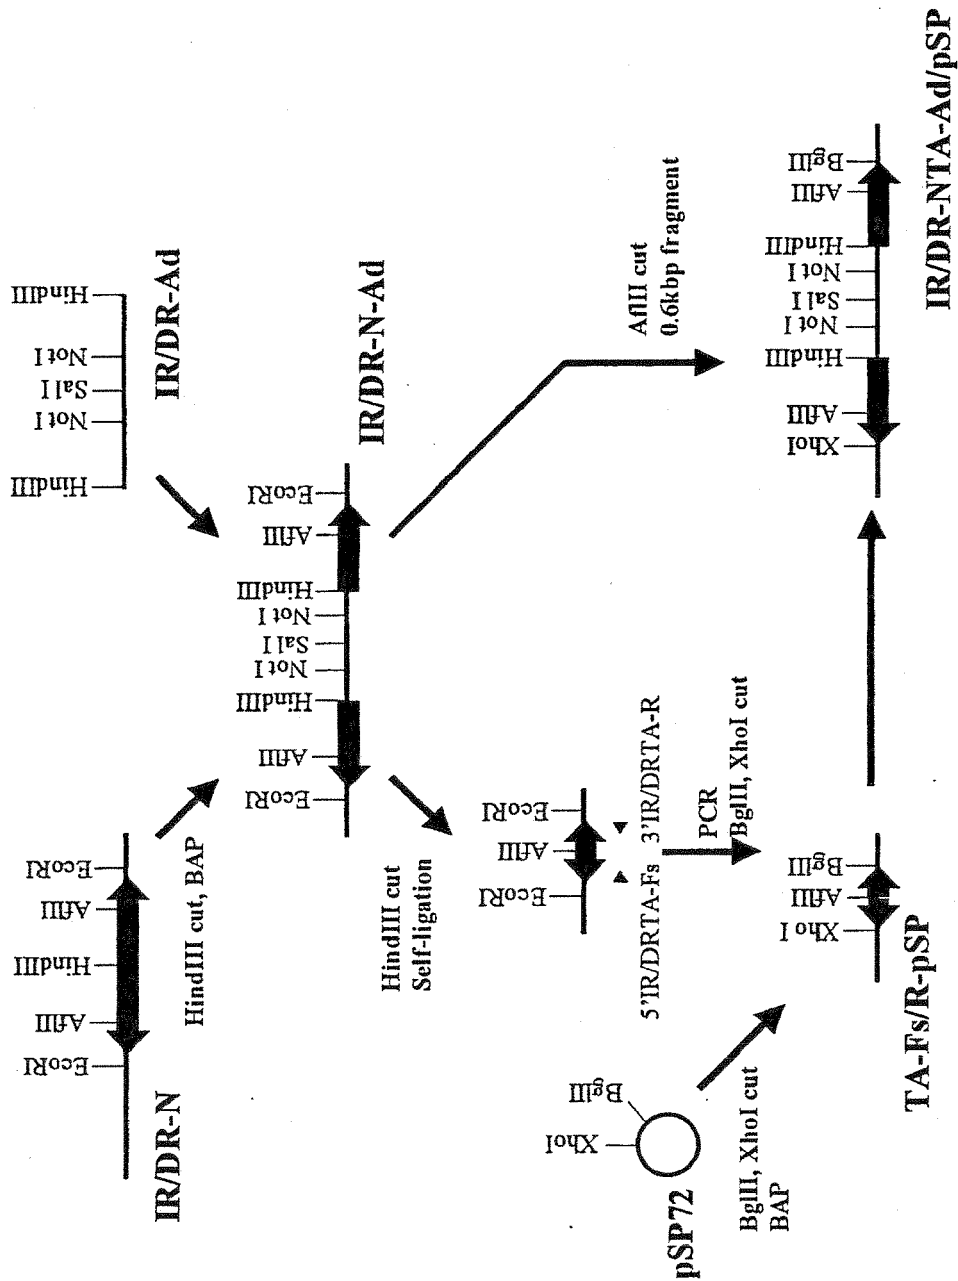 EcoRI
AflII
HindIII
AflII
EcoRI
IR/DR-N
HindIII cut, BAP
HindIII
Not I
Sal I
Not I
HindIII
IR/DR-Ad
EcoRI
AflII
HindIII
Not I
Sal I
Not I
HindIII
AflII
EcoRI
IR/DR-N-Ad
HindIII cut
Self-ligation
EcoRI
AflII
EcoRI
5'IR/DRTA-Fs
3'IR/DRTA-R
PCR
BglII, XhoI cut
AflII cut
0.6kbp fragment
XhoI
BglII
pSP72
BglII, XhoI cut
BAP
Xho I
AflII
BglII
TA-Fs/R-pSP
XhoI
AflII
HindIII
Not I
Sal I
Not I
HindIII
AflII
BglII
IR/DR-NTA-Ad/pSP